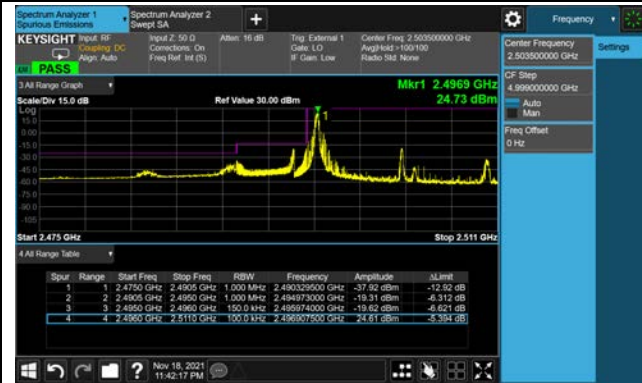 Spectrum Analyzer 1
Spurious Emissions
Spectrum Analyzer 2
Swept SA
+
Frequency
KEYSIGHT
Input: RF
Coupling: DC
Align: Auto
Input Z: 50 Ω
Corrections: On
Freq Ref: Int (S)
Atten: 16 dB
Trig: External 1
Gate: LO
IF Gain: Low
Center Freq: 2.503500000 GHz
Avg|Hold:>100/100
Radio Std: None
PASS
Center Frequency
2.503500000 GHz
Settings
CF Step
4.999000000 GHz
Auto
Man
Freq Offset
0 Hz
3 All Range Graph
Mkr1 2.4969 GHz
24.73 dBm
Scale/Div 15.0 dB
Ref Value 30.00 dBm
Log
15.0
0.00
-15.0
-30.0
-45.0
-60.0
-75.0
-90.0
-105
1
Start 2.475 GHz
Stop 2.511 GHz
4 All Range Table
Spur Range Start Freq Stop Freq RBW Frequency Amplitude ΔLimit
1 1 2.4750 GHz 2.4905 GHz 1.000 MHz 2.490329500 GHz -37.92 dBm -12.92 dB
2 2 2.4905 GHz 2.4950 GHz 1.000 MHz 2.494973000 GHz -19.31 dBm -6.312 dB
3 3 2.4950 GHz 2.4960 GHz 150.0 kHz 2.495974000 GHz -19.62 dBm -6.621 dB
4 4 2.4960 GHz 2.5110 GHz 100.0 kHz 2.496907500 GHz 24.61 dBm -5.394 dB
?
Nov 18, 2021
11:42:17 PM